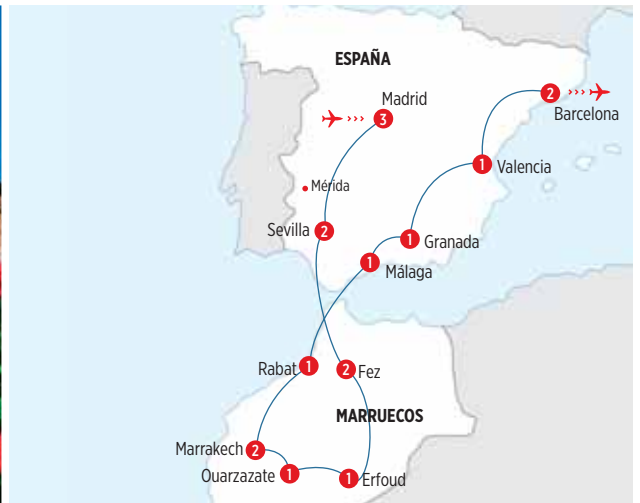 ESPAÑA
Madrid
3
2
Barcelona
1
Valencia
Mérida
Sevilla
2
1
Granada
1
Málaga
Rabat
1
2
Fez
MARRUECOS
Marrakech
2
Ouarzazate
1
1
Erfoud